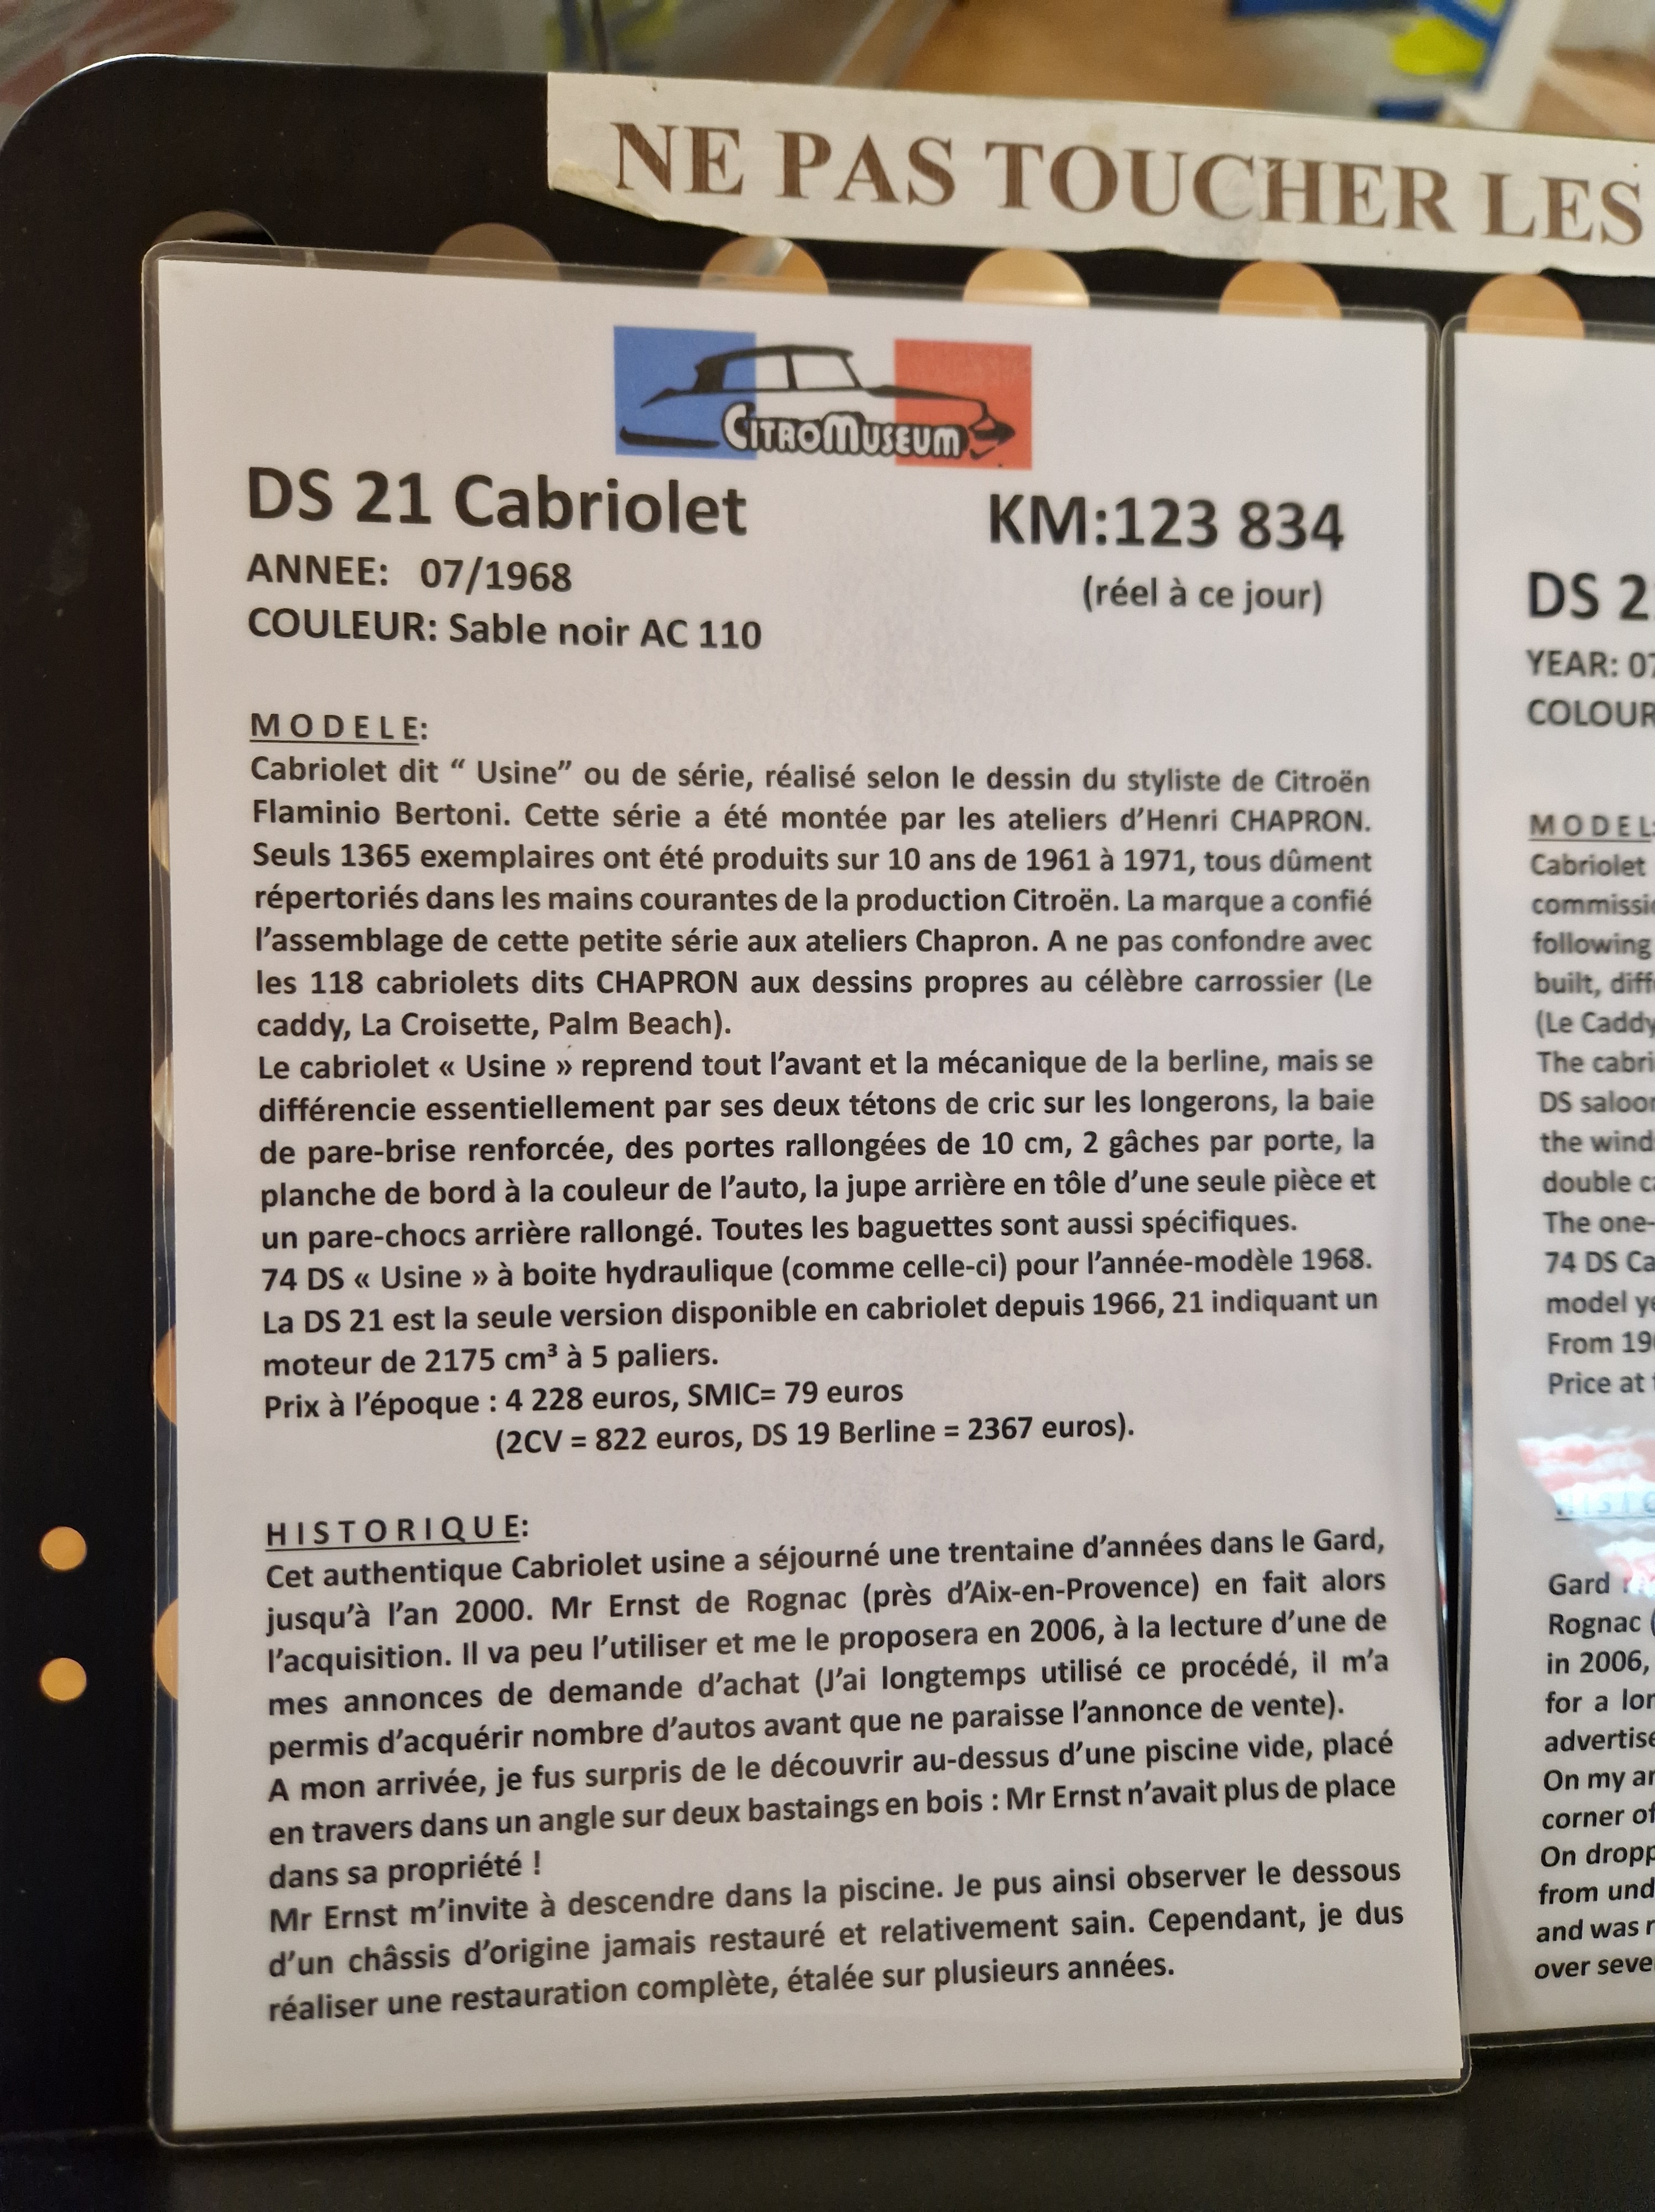 NE PAS TOUCHER LES
CITROMUSEUM
DS 21 Cabriolet
KM:123 834
ANNEE: 07/1968
(réel à ce jour)
COULEUR: Sable noir AC 110
MODELE:
Cabriolet dit “ Usine” ou de série, réalisé selon le dessin du styliste de Citroën
Flaminio Bertoni. Cette série a été montée par les ateliers d’Henri CHAPRON.
Seuls 1365 exemplaires ont été produits sur 10 ans de 1961 à 1971, tous dûment
répertoriés dans les mains courantes de la production Citroën. La marque a confié
l’assemblage de cette petite série aux ateliers Chapron. A ne pas confondre avec
les 118 cabriolets dits CHAPRON aux dessins propres au célèbre carrossier (Le
caddy, La Croisette, Palm Beach).
Le cabriolet « Usine » reprend tout l’avant et la mécanique de la berline, mais se
différencie essentiellement par ses deux tétons de cric sur les longerons, la baie
de pare-brise renforcée, des portes rallongées de 10 cm, 2 gâches par porte, la
planche de bord à la couleur de l’auto, la jupe arrière en tôle d’une seule pièce et
un pare-chocs arrière rallongé. Toutes les baguettes sont aussi spécifiques.
74 DS « Usine » à boite hydraulique (comme celle-ci) pour l’année-modèle 1968.
La DS 21 est la seule version disponible en cabriolet depuis 1966, 21 indiquant un
moteur de 2175 cm³ à 5 paliers.
Prix à l’époque : 4 228 euros, SMIC= 79 euros
(2CV = 822 euros, DS 19 Berline = 2367 euros).
HISTORIQUE:
Cet authentique Cabriolet usine a séjourné une trentaine d’années dans le Gard,
jusqu’à l’an 2000. Mr Ernst de Rognac (près d’Aix-en-Provence) en fait alors
l’acquisition. Il va peu l’utiliser et me le proposera en 2006, à la lecture d’une de
mes annonces de demande d’achat (J’ai longtemps utilisé ce procédé, il m’a
permis d’acquérir nombre d’autos avant que ne paraisse l’annonce de vente).
A mon arrivée, je fus surpris de le découvrir au-dessus d’une piscine vide, placé
en travers dans un angle sur deux bastaings en bois : Mr Ernst n’avait plus de place
dans sa propriété !
Mr Ernst m’invite à descendre dans la piscine. Je pus ainsi observer le dessous
d’un châssis d’origine jamais restauré et relativement sain. Cependant, je dus
réaliser une restauration complète, étalée sur plusieurs années.
DS 2
YEAR: 07
COLOUR
MODEL:
Cabriolet
commissi
following
built, diff
(Le Caddy
The cabri
DS saloo
the wind
double c
The one-
74 DS Ca
model ye
From 19
Price at
Gard
Rognac (
in 2006,
for a lo
advertis
On my ar
corner of
On dropp
from und
and was r
over seve